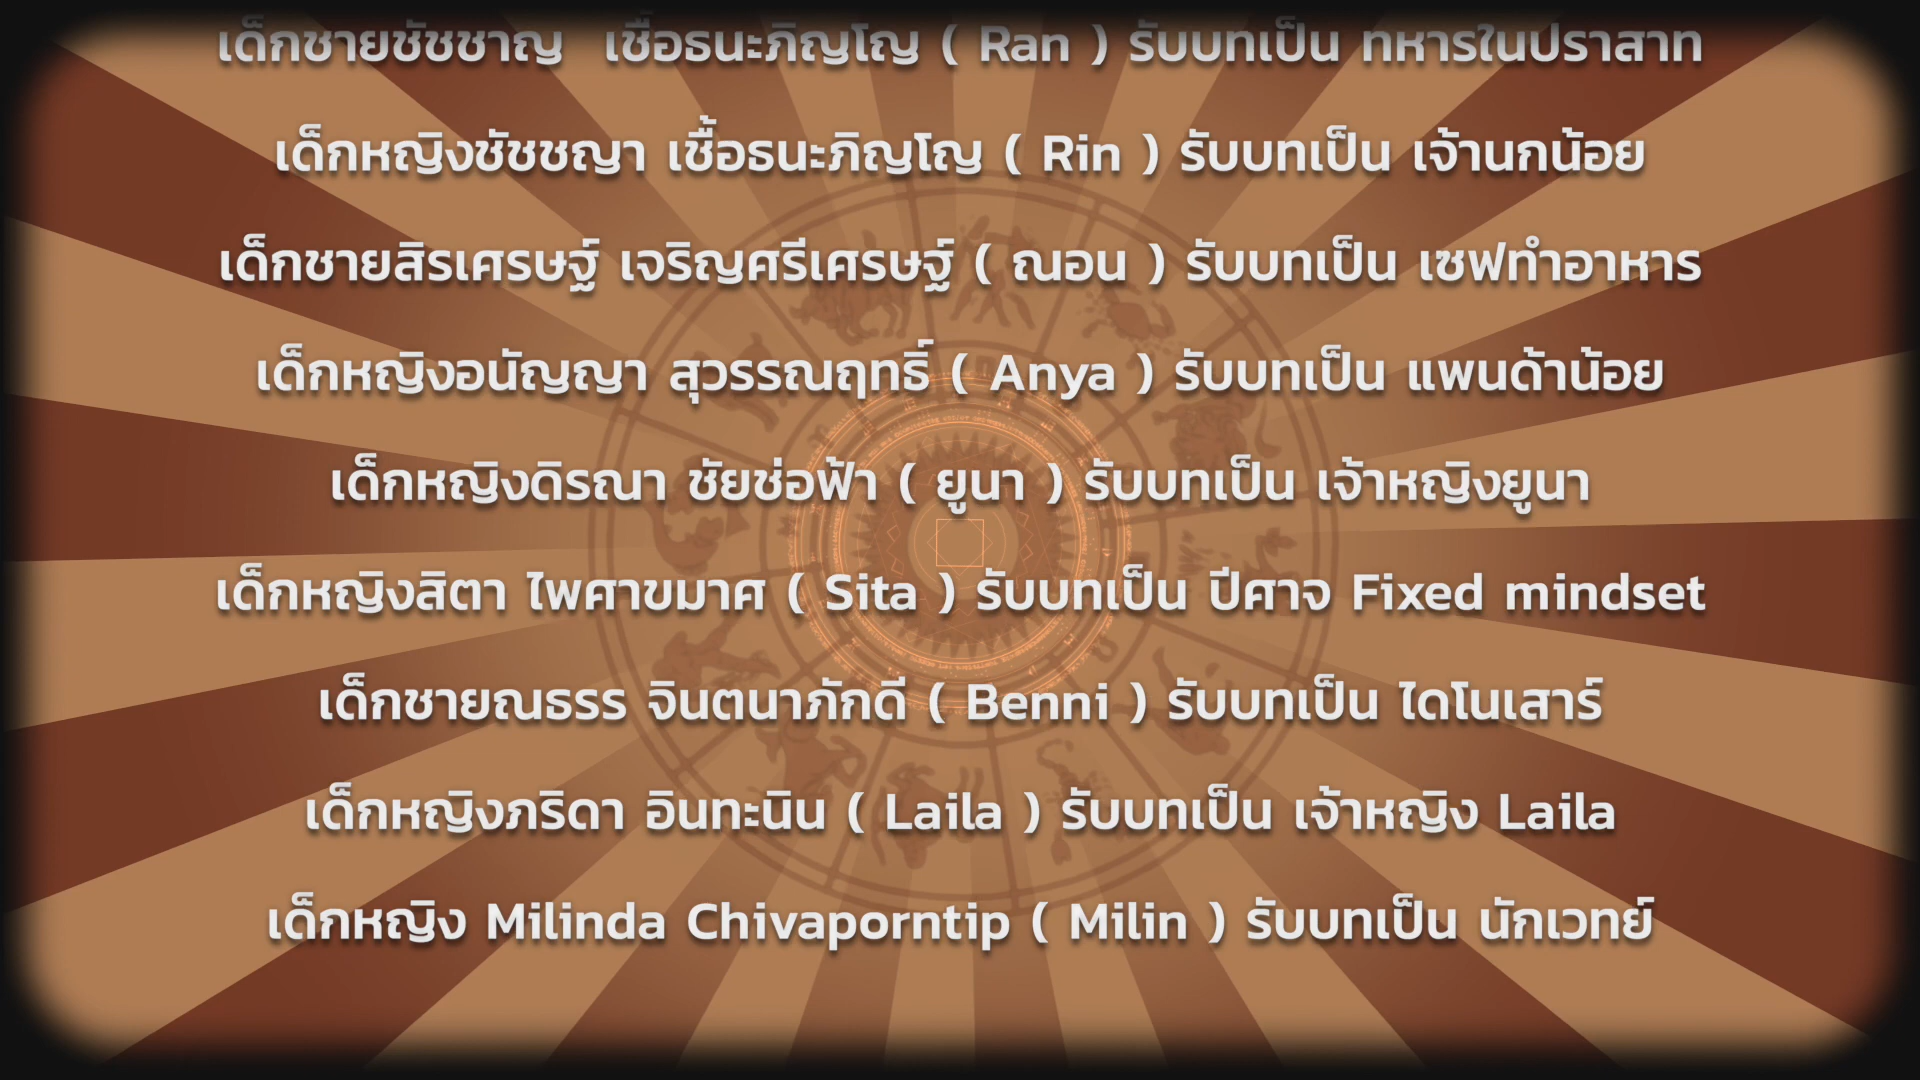 เด็กชายชัชชาญ เชื้อธนะภิญโญ ( Ran ) รับบทเป็น ทหารในปราสาท
เด็กหญิงชัชชญา เชื้อธนะภิญโญ ( Rin ) รับบทเป็น เจ้านกน้อย
เด็กชายสิรเศรษฐ์ เจริญศรีเศรษฐ์ ( ณอน ) รับบทเป็น เซฟทำอาหาร
เด็กหญิงอนัญญา สุวรรณฤทธิ์ ( Anya ) รับบทเป็น แพนด้าน้อย
เด็กหญิงดิรณา ชัยช่อฟ้า ( ยูนา ) รับบทเป็น เจ้าหญิงยูนา
เด็กหญิงสิตา ไพศาขมาศ ( Sita ) รับบทเป็น ปีศาจ Fixed mindset
เด็กชายณธรร จินตนาภักดี ( Benni ) รับบทเป็น ไดโนเสาร์
เด็กหญิงภริดา อินทะนิน ( Laila ) รับบทเป็น เจ้าหญิง Laila
เด็กหญิง Milinda Chivaporntip ( Milin ) รับบทเป็น นักเวทย์